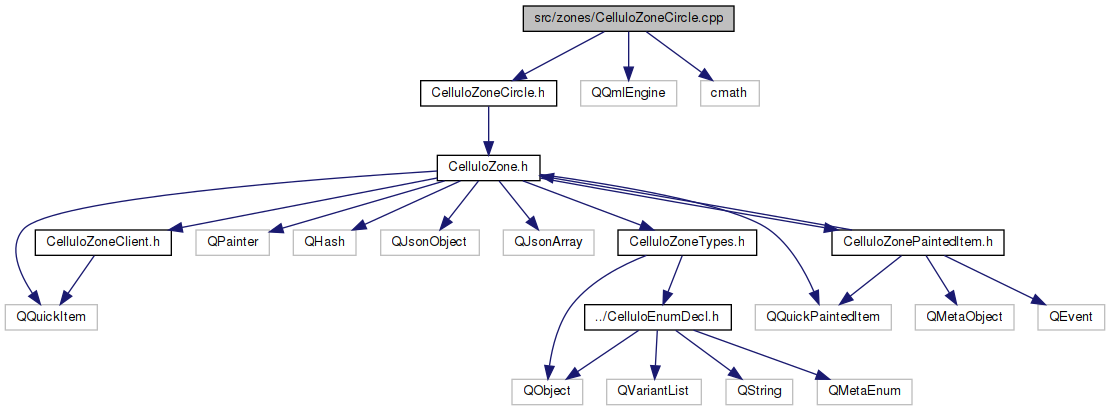 src/zones/CelluloZoneCircle.cpp
CelluloZoneCircle.h
QQmlEngine
cmath
CelluloZone.h
CelluloZoneClient.h
QPainter
QHash
QJsonObject
QJsonArray
CelluloZoneTypes.h
CelluloZonePaintedItem.h
QQuickItem
../CelluloEnumDecl.h
QQuickPaintedItem
QMetaObject
QEvent
QObject
QVariantList
QString
QMetaEnum